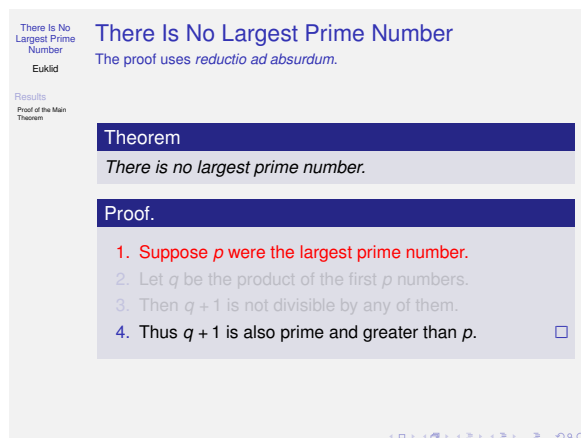 There Is No
Largest Prime
Number
Euklid
Results
Proof of the Main
Theorem
There Is No Largest Prime Number
The proof uses reductio ad absurdum.
Theorem
There is no largest prime number.
Proof.
1. Suppose p were the largest prime number.
2. Let q be the product of the first p numbers.
3. Then q + 1 is not divisible by any of them.
4. Thus q + 1 is also prime and greater than p.